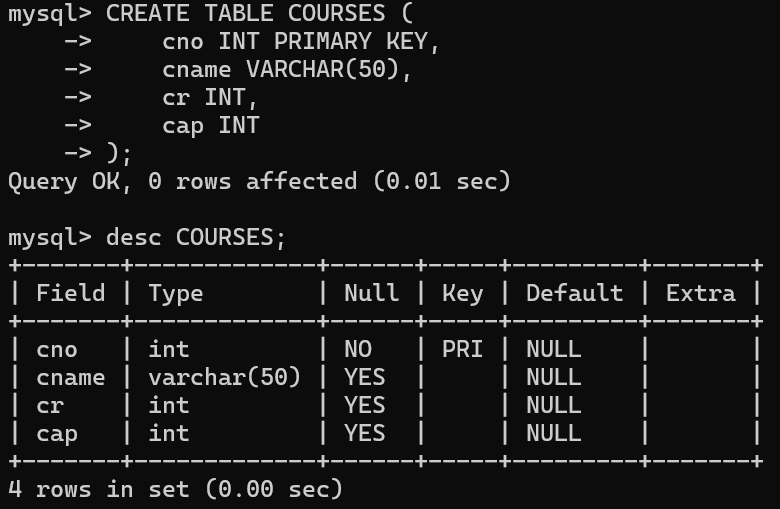 mysql> CREATE TABLE COURSES (
    ->     cno INT PRIMARY KEY,
    ->     cname VARCHAR(50),
    ->     cr INT,
    ->     cap INT
    -> );
Query OK, 0 rows affected (0.01 sec)

mysql> desc COURSES;
+-------+-------------+------+-----+---------+-------+
| Field | Type        | Null | Key | Default | Extra |
+-------+-------------+------+-----+---------+-------+
| cno   | int         | NO   | PRI | NULL    |       |
| cname | varchar(50) | YES  |     | NULL    |       |
| cr    | int         | YES  |     | NULL    |       |
| cap   | int         | YES  |     | NULL    |       |
+-------+-------------+------+-----+---------+-------+
4 rows in set (0.00 sec)